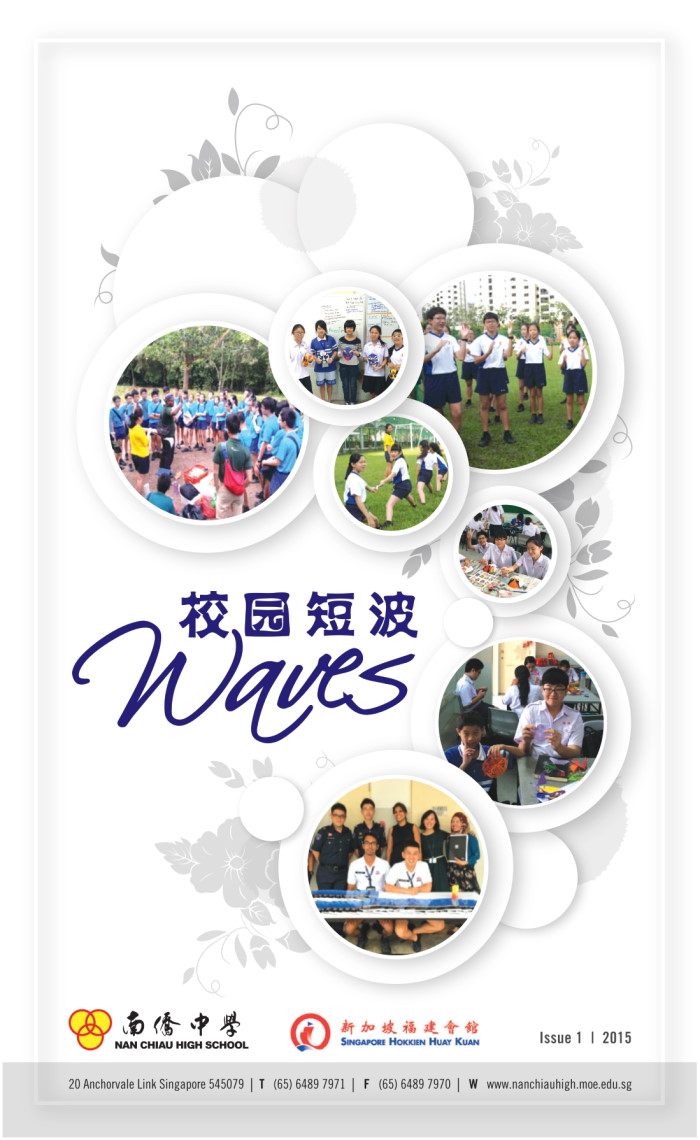 校园短波
Waves
南僑中學
NAN CHIAU HIGH SCHOOL
新加坡福建會館
SINGAPORE HOKKIEN HUAY KUAN
Issue 1 | 2015
20 Anchorvale Link Singapore 545079 | T (65) 6489 7971 | F (65) 6489 7970 | W www.nanchiauhigh.moe.edu.sg